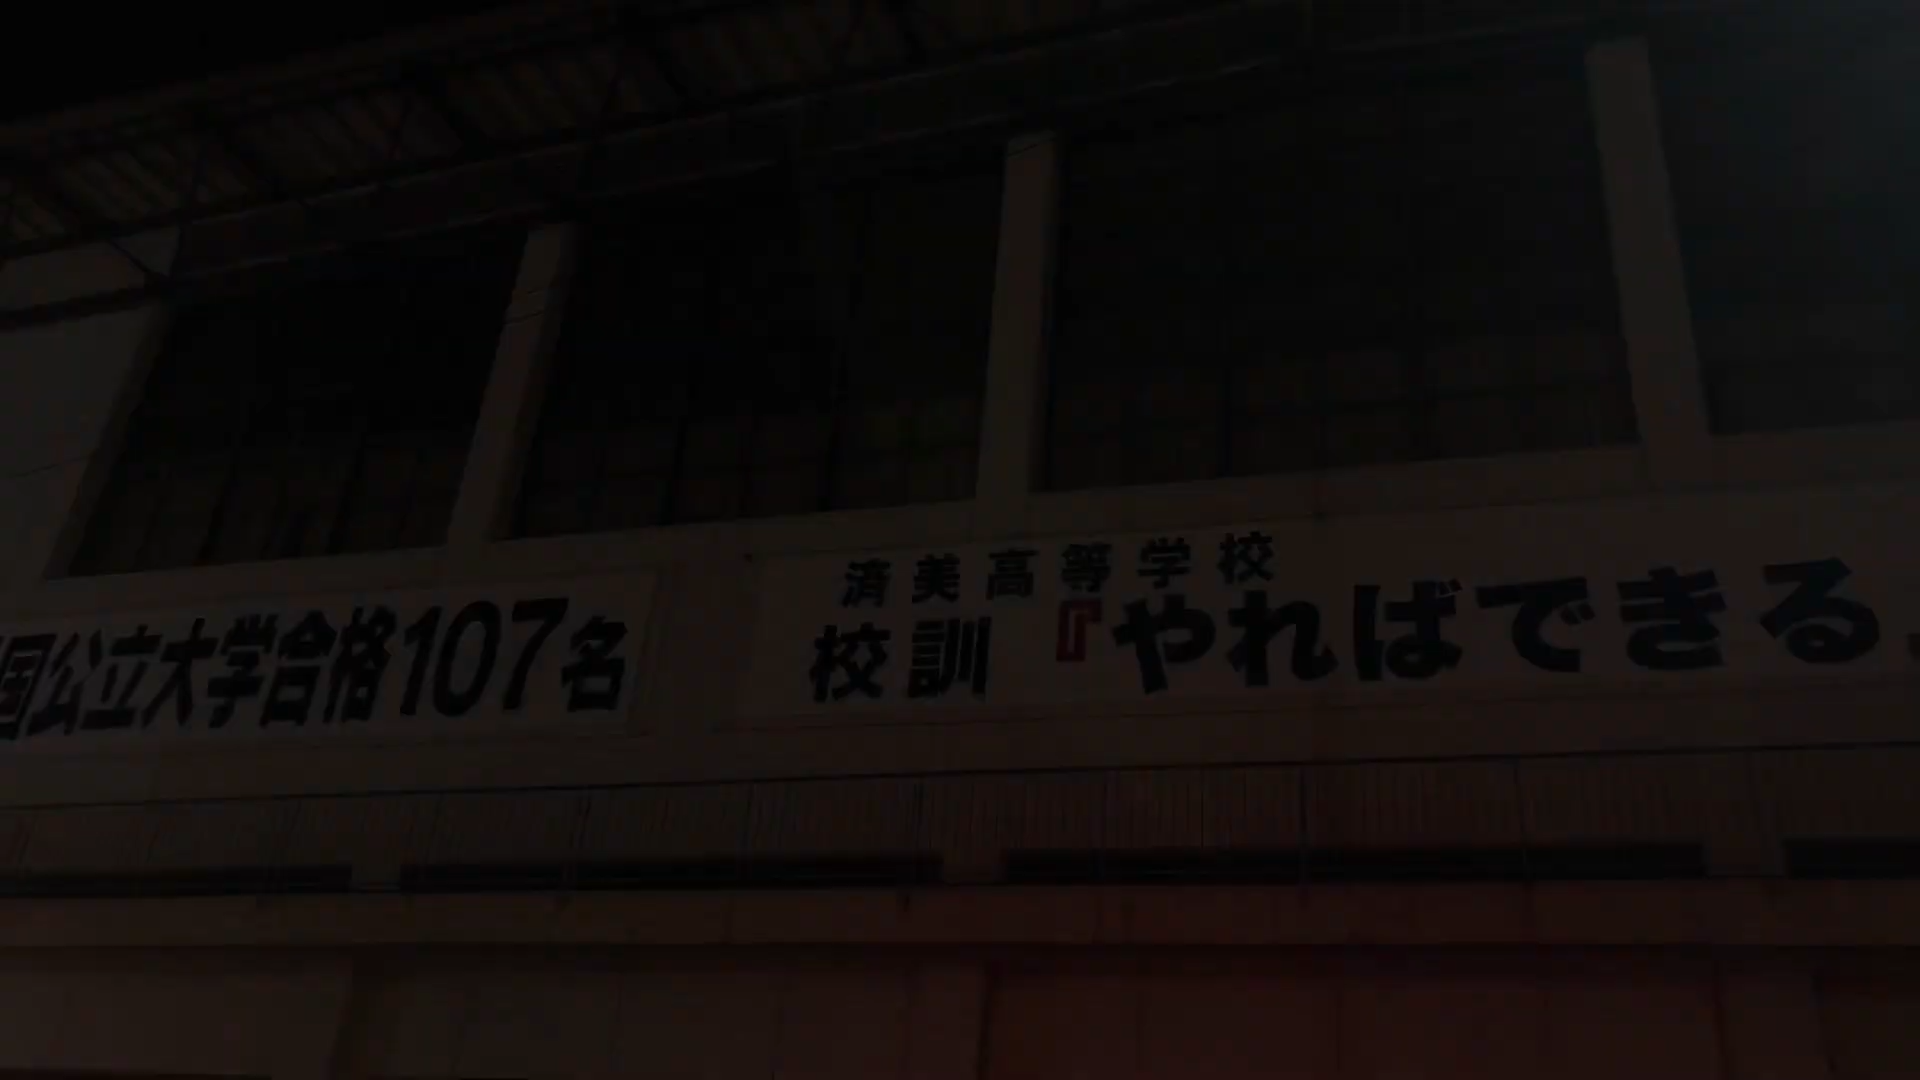 国公立大学合格107名
済美高等学校
校訓『やればできる